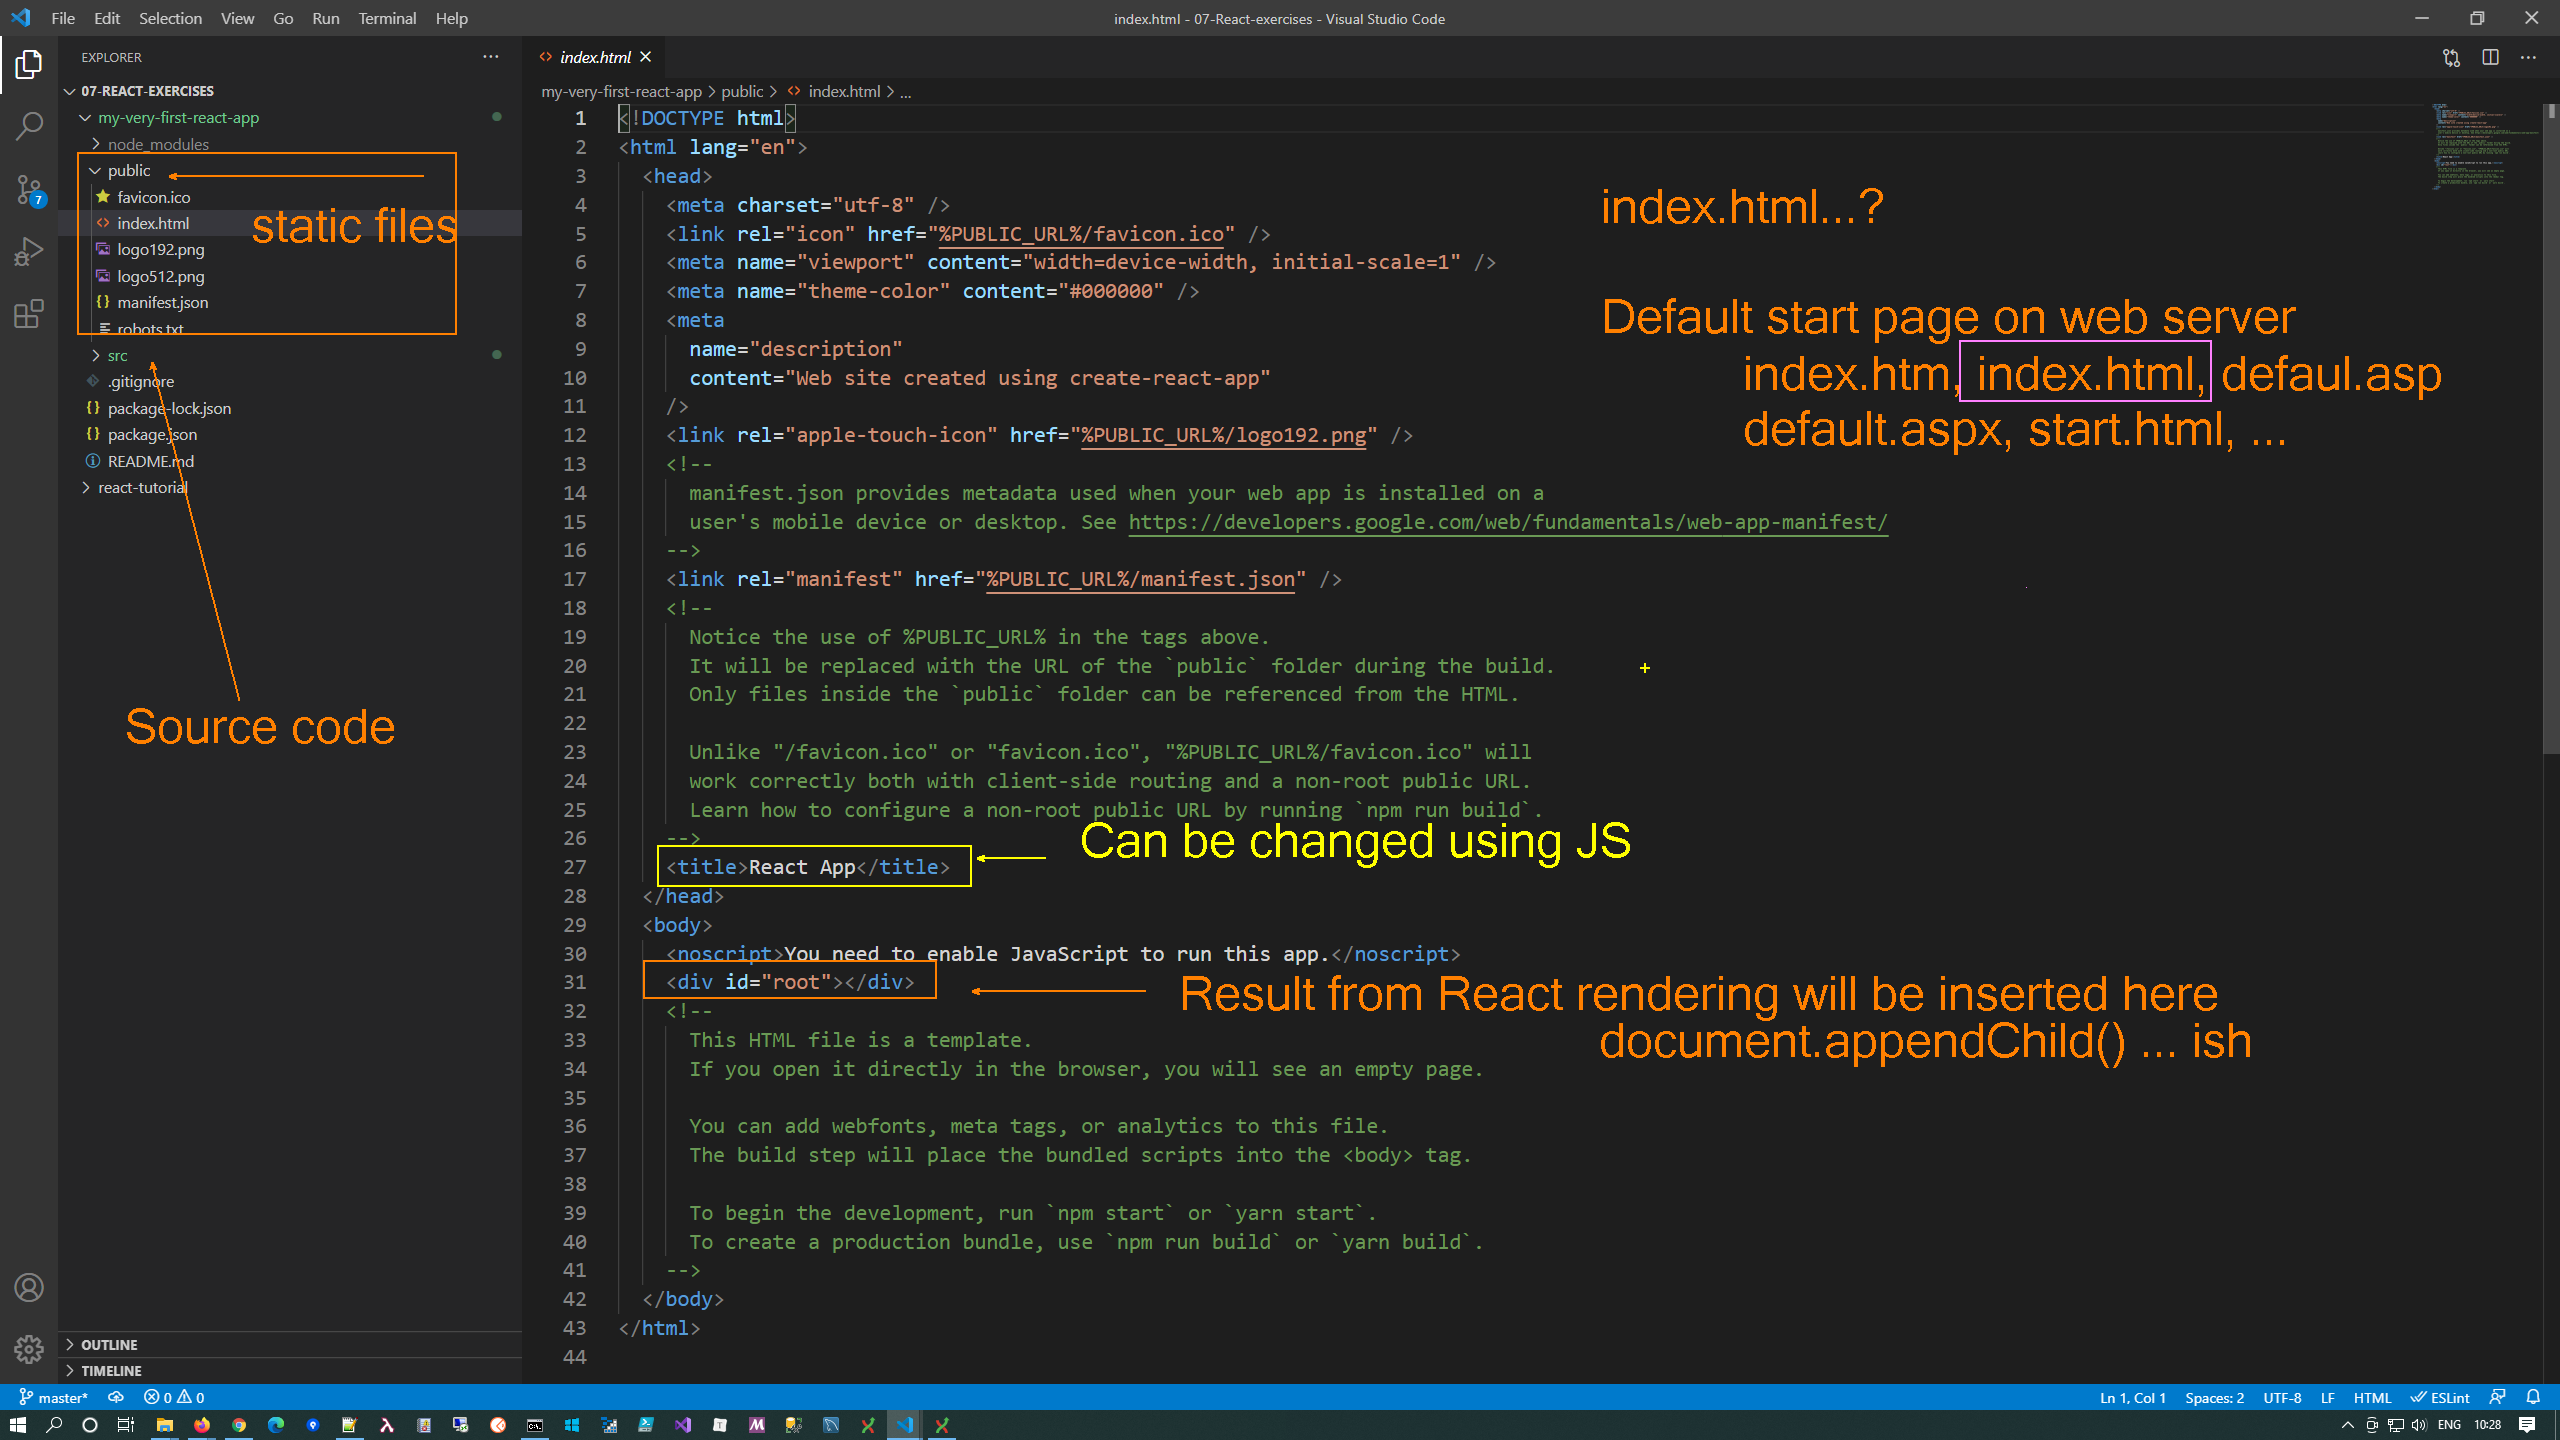 File Edit Selection View Go Run Terminal Help
index.html - 07-React-exercises - Visual Studio Code
EXPLORER
07-REACT-EXERCISES
my-very-first-react-app
node_modules
public
favicon.ico
index.html
static files
logo192.png
logo512.png
manifest.json
robots.txt
src
.gitignore
package-lock.json
package.json
README.md
react-tutorial
Source code
7
OUTLINE
TIMELINE
index.html
my-very-first-react-app > public > index.html > ...
1 <!DOCTYPE html>
2 <html lang="en">
3 <head>
4 <meta charset="utf-8" />
5 <link rel="icon" href="%PUBLIC_URL%/favicon.ico" />
6 <meta name="viewport" content="width=device-width, initial-scale=1" />
7 <meta name="theme-color" content="#000000" />
8 <meta
9 name="description"
10 content="Web site created using create-react-app"
11 />
12 <link rel="apple-touch-icon" href="%PUBLIC_URL%/logo192.png" />
13 <!--
14 manifest.json provides metadata used when your web app is installed on a
15 user's mobile device or desktop. See https://developers.google.com/web/fundamentals/web-app-manifest/
16 -->
17 <link rel="manifest" href="%PUBLIC_URL%/manifest.json" />
18 <!--
19 Notice the use of %PUBLIC_URL% in the tags above.
20 It will be replaced with the URL of the `public` folder during the build.
21 Only files inside the `public` folder can be referenced from the HTML.
22
23 Unlike "/favicon.ico" or "favicon.ico", "%PUBLIC_URL%/favicon.ico" will
24 work correctly both with client-side routing and a non-root public URL.
25 Learn how to configure a non-root public URL by running `npm run build`.
26 -->
27 <title>React App</title>
28 </head>
29 <body>
30 <noscript>You need to enable JavaScript to run this app.</noscript>
31 <div id="root"></div>
32 <!--
33 This HTML file is a template.
34 If you open it directly in the browser, you will see an empty page.
35
36 You can add webfonts, meta tags, or analytics to this file.
37 The build step will place the bundled scripts into the <body> tag.
38
39 To begin the development, run `npm start` or `yarn start`.
40 To create a production bundle, use `npm run build` or `yarn build`.
41 -->
42 </body>
43 </html>
44
index.html...?
Default start page on web server
index.htm, index.html, defaul.asp
default.aspx, start.html, ...
Can be changed using JS
Result from React rendering will be inserted here
document.appendChild() ... ish
master* 0 0
Ln 1, Col 1 Spaces: 2 UTF-8 LF HTML ESLint
ENG 10:28